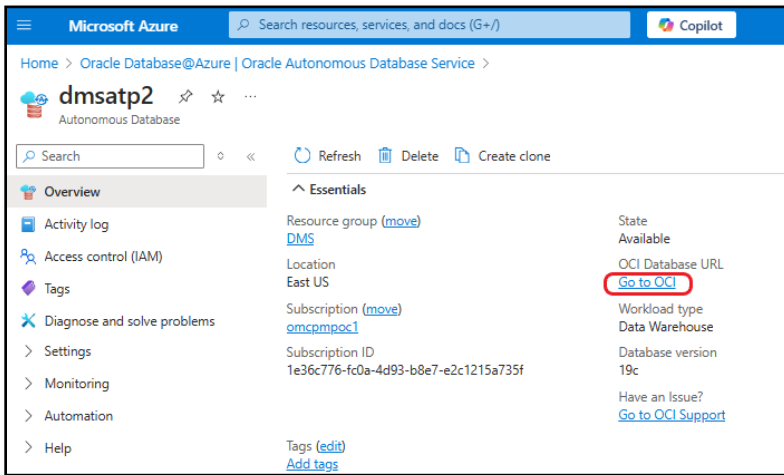 Microsoft Azure
Search resources, services, and docs (G+/)
Copilot
Home > Oracle Database@Azure | Oracle Autonomous Database Service >
dmsatp2
Autonomous Database
Search
Refresh Delete Create clone
Overview
Activity log
Access control (IAM)
Tags
Diagnose and solve problems
Settings
Monitoring
Automation
Help
Essentials
Resource group (move)
DMS
Location
East US
Subscription (move)
omcpmpoc1
Subscription ID
1e36c776-fc0a-4d93-b8e7-e2c1215a735f
Tags (edit)
Add tags
State
Available
OCI Database URL
Go to OCI
Workload type
Data Warehouse
Database version
19c
Have an Issue?
Go to OCI Support